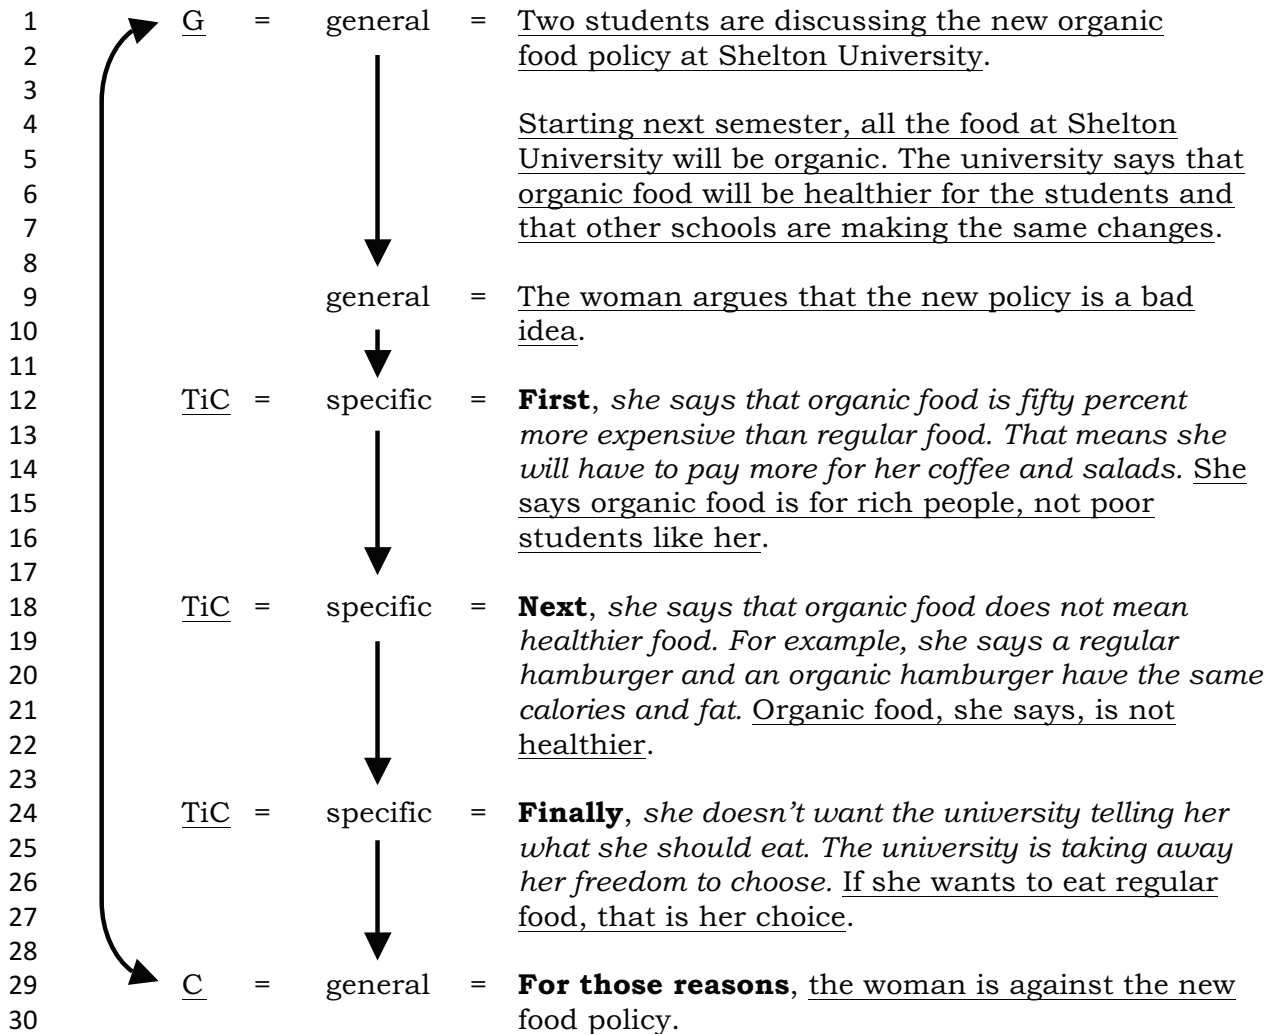 1 G = general = Two students are discussing the new organic
2 food policy at Shelton University.
3
4 Starting next semester, all the food at Shelton
5 University will be organic. The university says that
6 organic food will be healthier for the students and
7 that other schools are making the same changes.
8
9 general = The woman argues that the new policy is a bad
10 idea.
11
12 TiC = specific = First, she says that organic food is fifty percent
13 more expensive than regular food. That means she
14 will have to pay more for her coffee and salads. She
15 says organic food is for rich people, not poor
16 students like her.
17
18 TiC = specific = Next, she says that organic food does not mean
19 healthier food. For example, she says a regular
20 hamburger and an organic hamburger have the same
21 calories and fat. Organic food, she says, is not
22 healthier.
23
24 TiC = specific = Finally, she doesn’t want the university telling her
25 what she should eat. The university is taking away
26 her freedom to choose. If she wants to eat regular
27 food, that is her choice.
28
29 C = general = For those reasons, the woman is against the new
30 food policy.